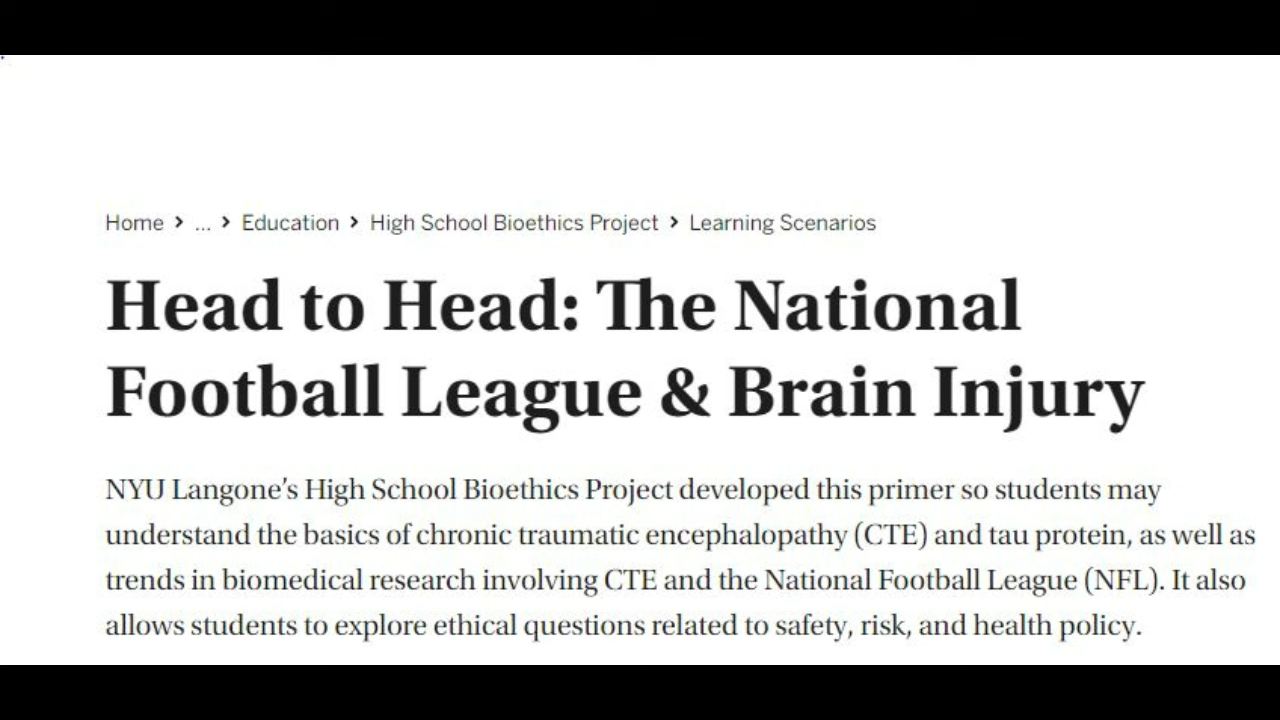 Home > ... > Education > High School Bioethics Project > Learning Scenarios
Head to Head: The National
Football League & Brain Injury
NYU Langone’s High School Bioethics Project developed this primer so students may
understand the basics of chronic traumatic encephalopathy (CTE) and tau protein, as well as
trends in biomedical research involving CTE and the National Football League (NFL). It also
allows students to explore ethical questions related to safety, risk, and health policy.